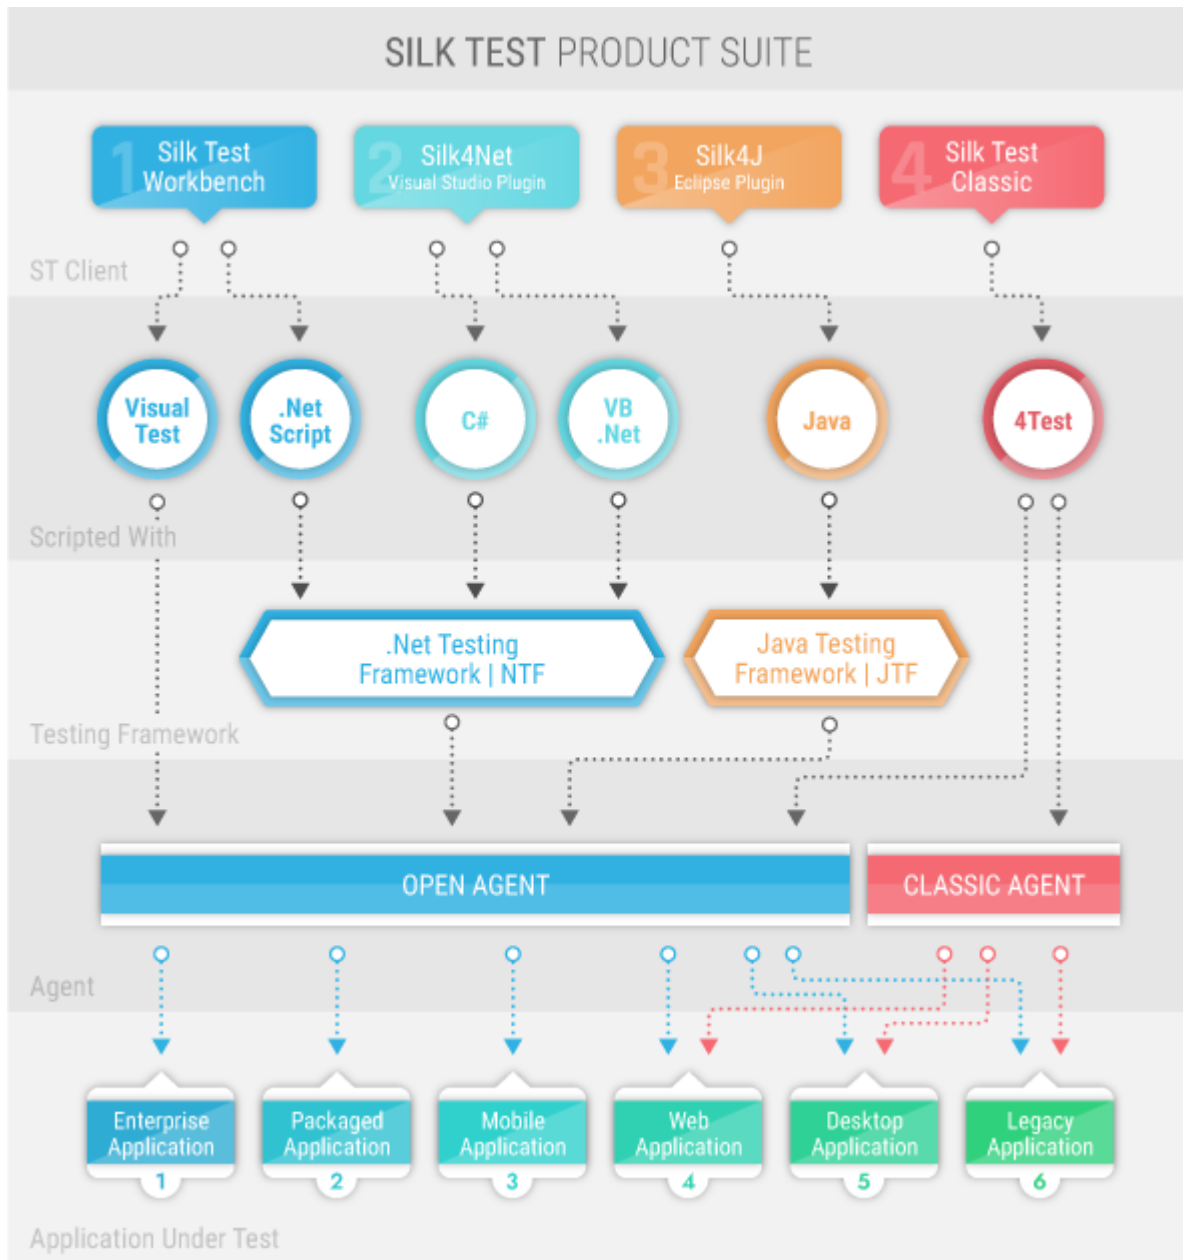 SILK TEST PRODUCT SUITE
1
Silk Test
Workbench
2
Silk4Net
Visual Studio Plugin
3
Silk4J
Eclipse Plugin
4
Silk Test
Classic
ST Client
Visual
Test
.Net
Script
C#
VB
.Net
Java
4Test
Scripted With
.Net Testing
Framework | NTF
Java Testing
Framework | JTF
Testing Framework
OPEN AGENT
CLASSIC AGENT
Agent
Enterprise
Application
1
Packaged
Application
2
Mobile
Application
3
Web
Application
4
Desktop
Application
5
Legacy
Application
6
Application Under Test